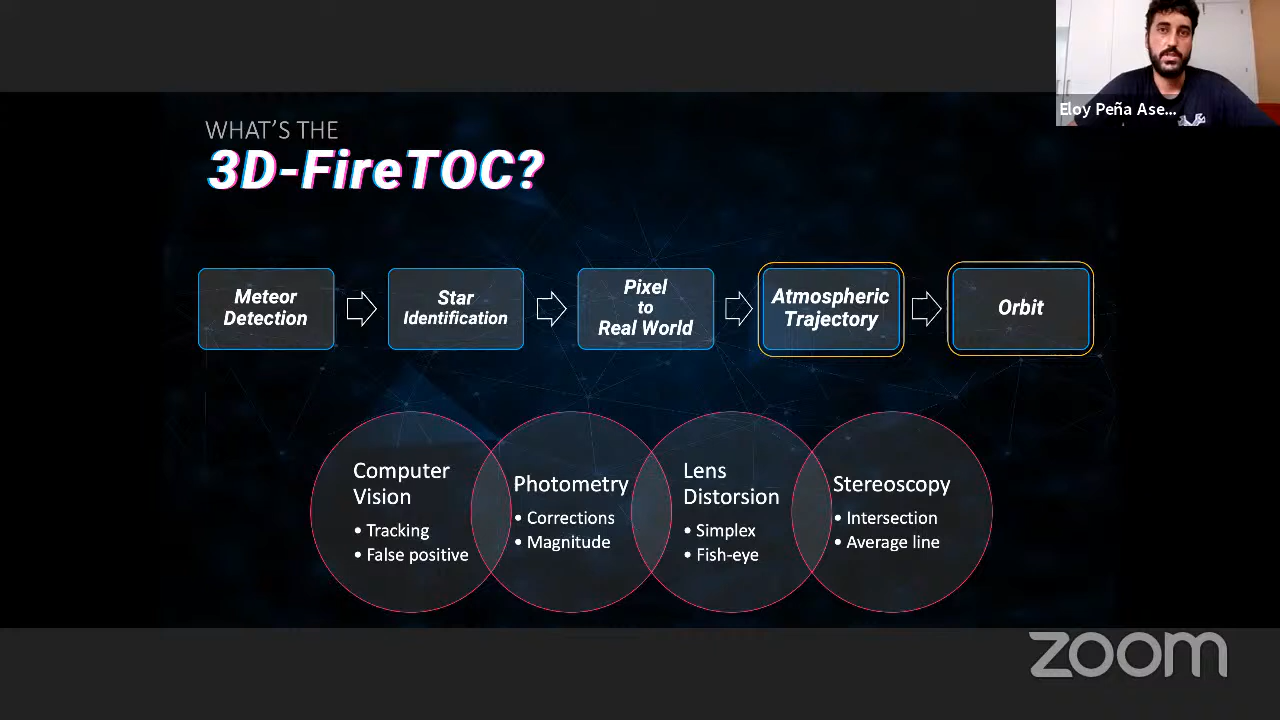 Eloy Peña Ase...
WHAT'S THE
3D-FireTOC?
Meteor
Detection
Star
Identification
Pixel
to
Real World
Atmospheric
Trajectory
Orbit
Computer
Vision
• Tracking
• False positive
Photometry
• Corrections
• Magnitude
Lens
Distorsion
• Simplex
• Fish-eye
Stereoscopy
• Intersection
• Average line
zoom